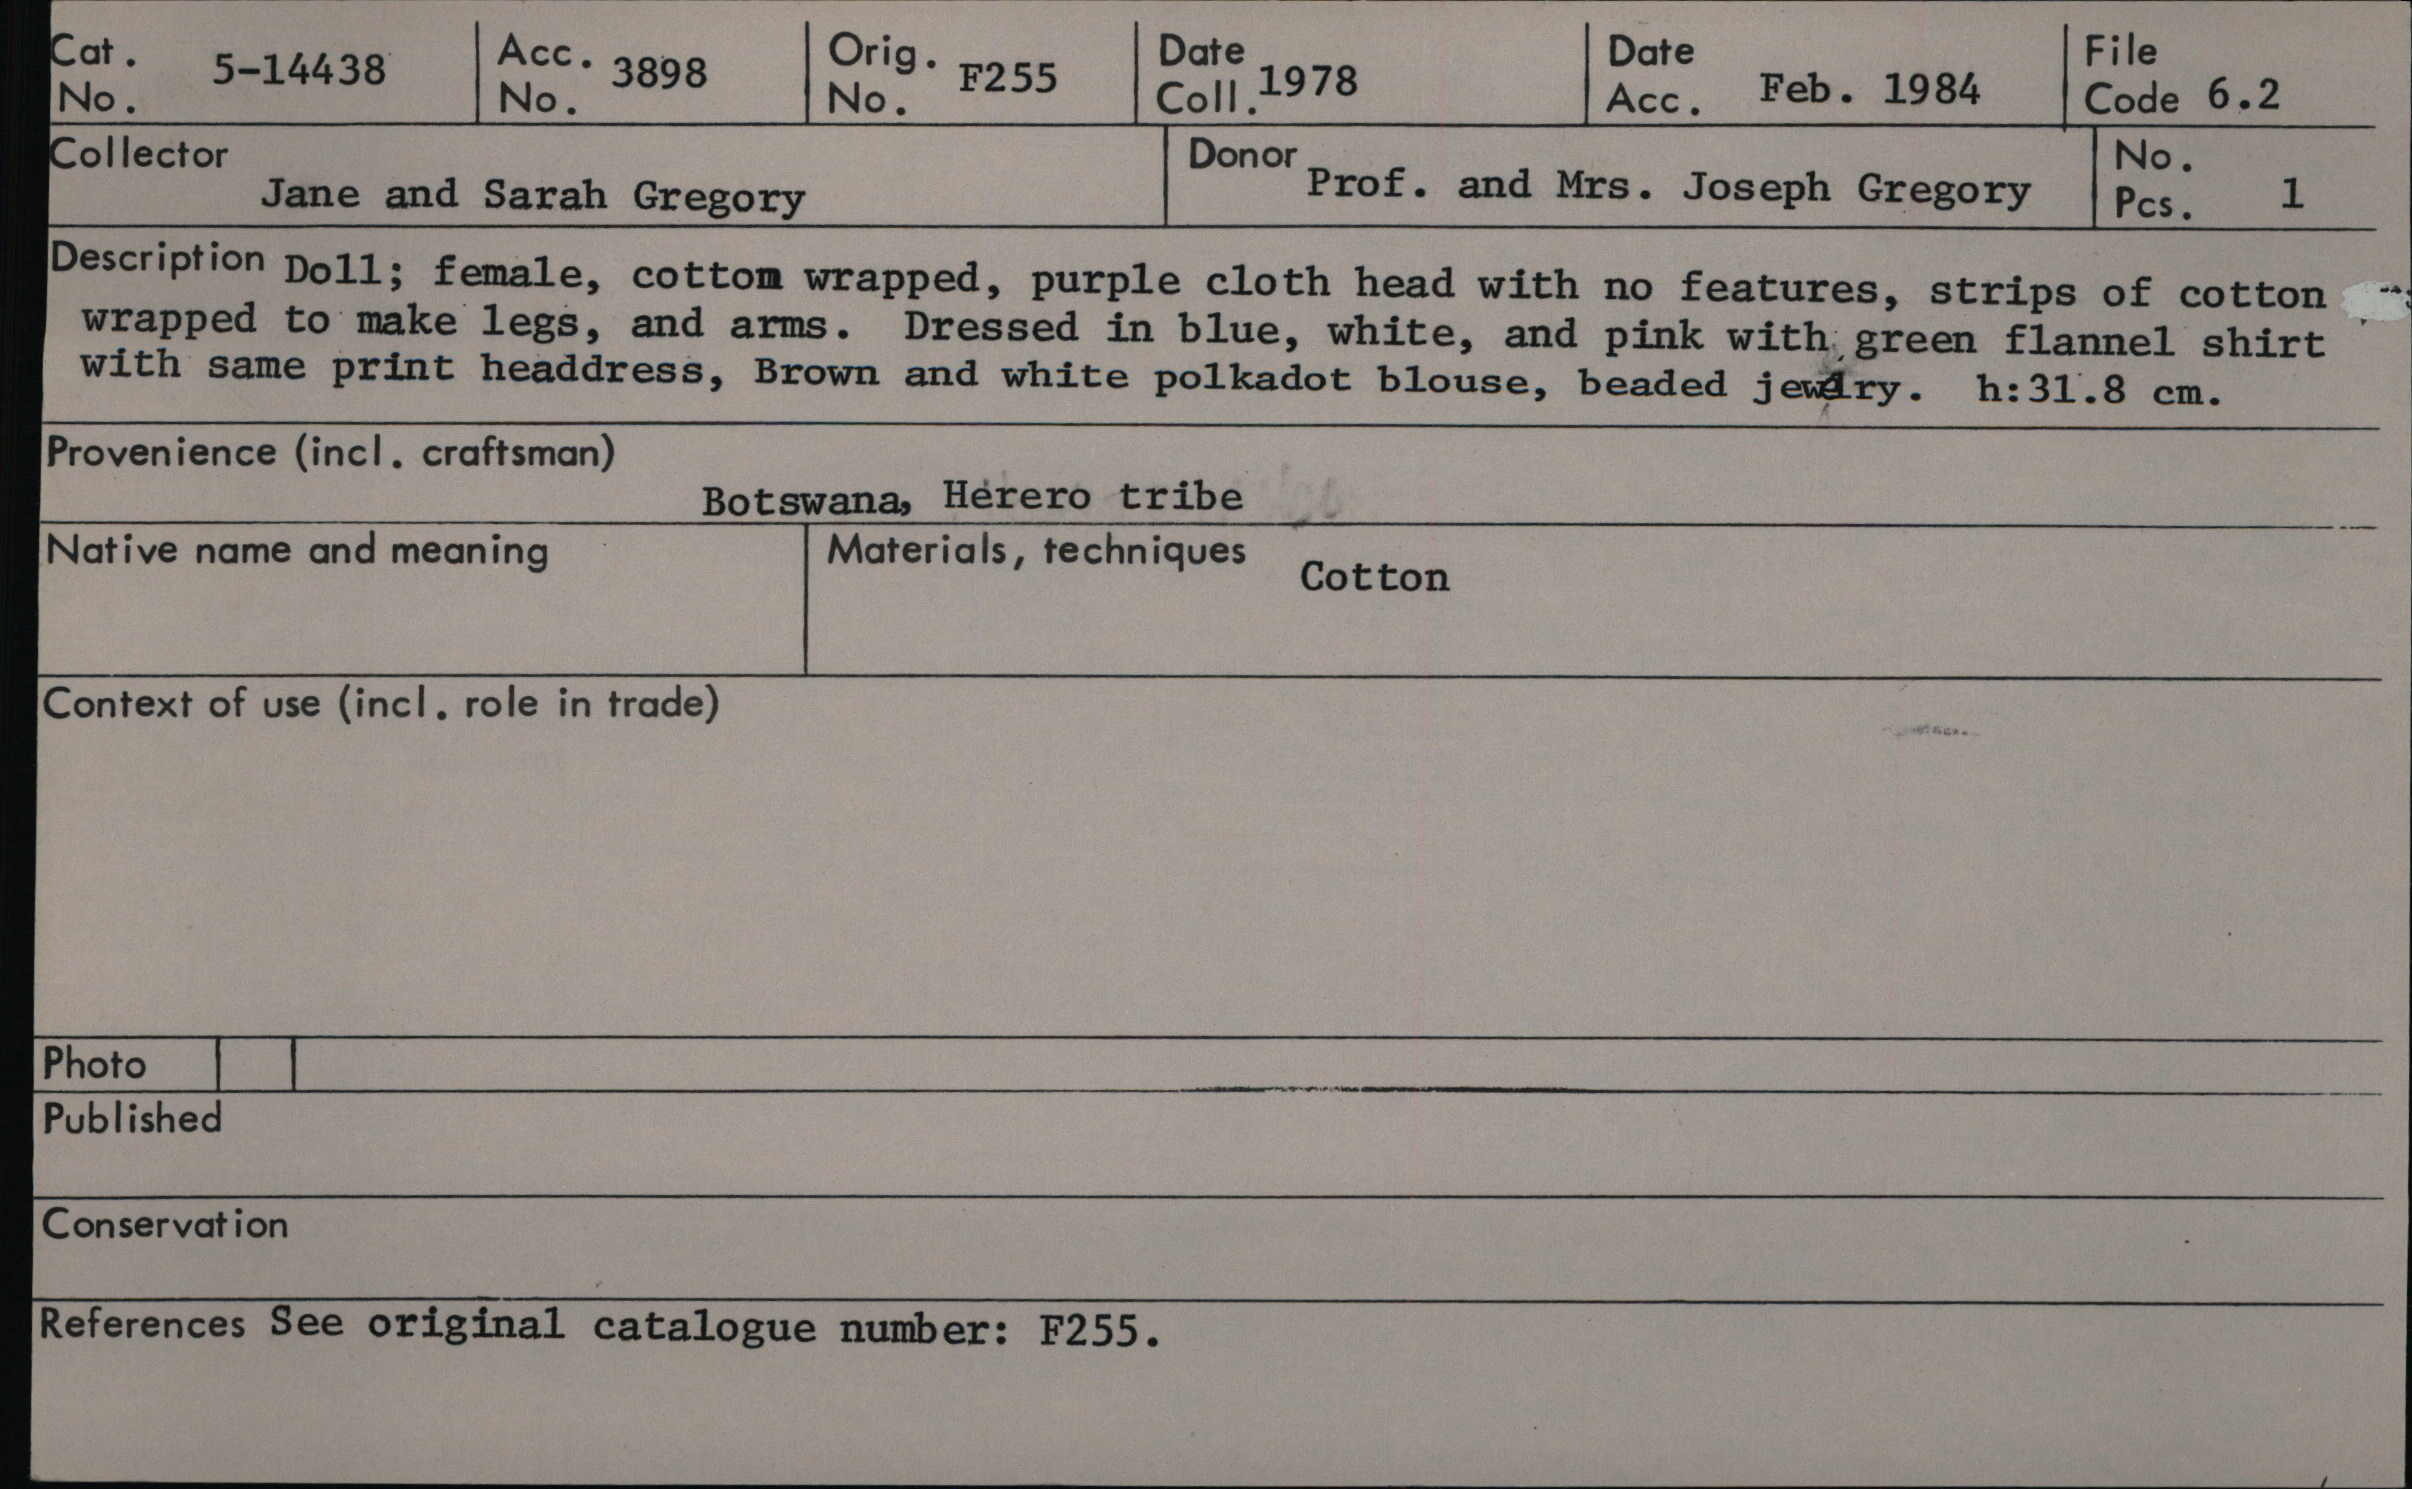 Cat. No. 5-14438 Acc. No. 3898 Orig. No. F255 Date Coll. 1978 Date Acc. Feb. 1984 File Code 6.2
Collector Jane and Sarah Gregory Donor Prof. and Mrs. Joseph Gregory No. Pcs. 1
Description Doll; female, cottom wrapped, purple cloth head with no features, strips of cotton
wrapped to make legs, and arms. Dressed in blue, white, and pink with green flannel shirt
with same print headdress, Brown and white polkadot blouse, beaded jewelry. h:31.8 cm.
Provenience (incl. craftsman)
Botswana, Herero tribe
Native name and meaning Materials, techniques Cotton
Context of use (incl. role in trade)
Photo
Published
Conservation
References See original catalogue number: F255.